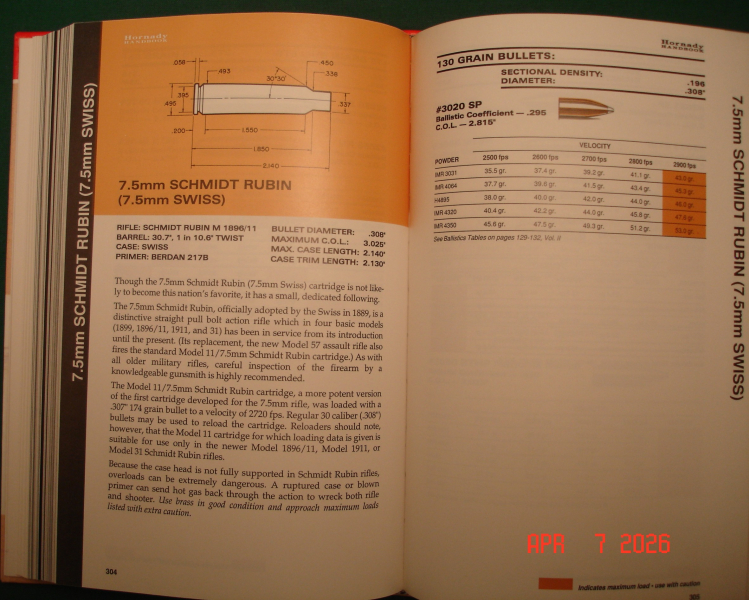 Hornady
HANDBOOK
.058
.493
30°30'
.450
.338
.395
.495
.337
.200
1.550
1.850
2.140
7.5mm SCHMIDT RUBIN
(7.5mm SWISS)
7.5mm SCHMIDT RUBIN (7.5mm SWISS)
RIFLE: SCHMIDT RUBIN M 1896/11
BARREL: 30.7", 1 in 10.6" TWIST
CASE: SWISS
PRIMER: BERDAN 217B
BULLET DIAMETER: .308"
MAXIMUM C.O.L.: 3.025"
MAX. CASE LENGTH: 2.140"
CASE TRIM LENGTH: 2.130"
Though the 7.5mm Schmidt Rubin (7.5mm Swiss) cartridge is not like-
ly to become this nation's favorite, it has a small, dedicated following.
The 7.5mm Schmidt Rubin, officially adopted by the Swiss in 1889, is a
distinctive straight pull bolt action rifle which in four basic models
(1899, 1896/11, 1911, and 31) has been in service from its introduction
until the present. (Its replacement, the new Model 57 assault rifle also
fires the standard Model 11/7.5mm Schmidt Rubin cartridge.) As with
all older military rifles, careful inspection of the firearm by a
knowledgeable gunsmith is highly recommended.
The Model 11/7.5mm Schmidt Rubin cartridge, a more potent version
of the first cartridge developed for the 7.5mm rifle, was loaded with a
.307" 174 grain bullet to a velocity of 2720 fps. Regular 30 caliber (.308")
bullets may be used to reload the cartridge. Reloaders should note,
however, that the Model 11 cartridge for which loading data is given is
suitable for use only in the newer Model 1896/11, Model 1911, or
Model 31 Schmidt Rubin rifles.
Because the case head is not fully supported in Schmidt Rubin rifles,
overloads can be extremely dangerous. A ruptured case or blown
primer can send hot gas back through the action to wreck both rifle
and shooter. Use brass in good condition and approach maximum loads
listed with extra caution.
304
Hornady
HANDBOOK
130 GRAIN BULLETS:
SECTIONAL DENSITY: .196
DIAMETER: .308"
#3020 SP
Ballistic Coefficient — .295
C.O.L. — 2.815"
VELOCITY
POWDER 2500 fps 2600 fps 2700 fps 2800 fps 2900 fps
IMR 3031 35.5 gr. 37.4 gr. 39.2 gr. 41.1 gr.
IMR 4064 37.7 gr. 39.6 gr. 41.5 gr. 43.4 gr.
H4895 38.0 gr. 40.0 gr. 42.0 gr. 44.0 gr.
IMR 4320 40.4 gr. 42.2 gr. 44.0 gr. 45.8 gr.
IMR 4350 45.6 gr. 47.5 gr. 49.3 gr. 51.2 gr. 53.0 gr.
See Ballistics Tables on pages 129-132, Vol. II
7.5mm SCHMIDT RUBIN (7.5mm SWISS)
APR 7 2026
Indicates maximum load - use with caution
305